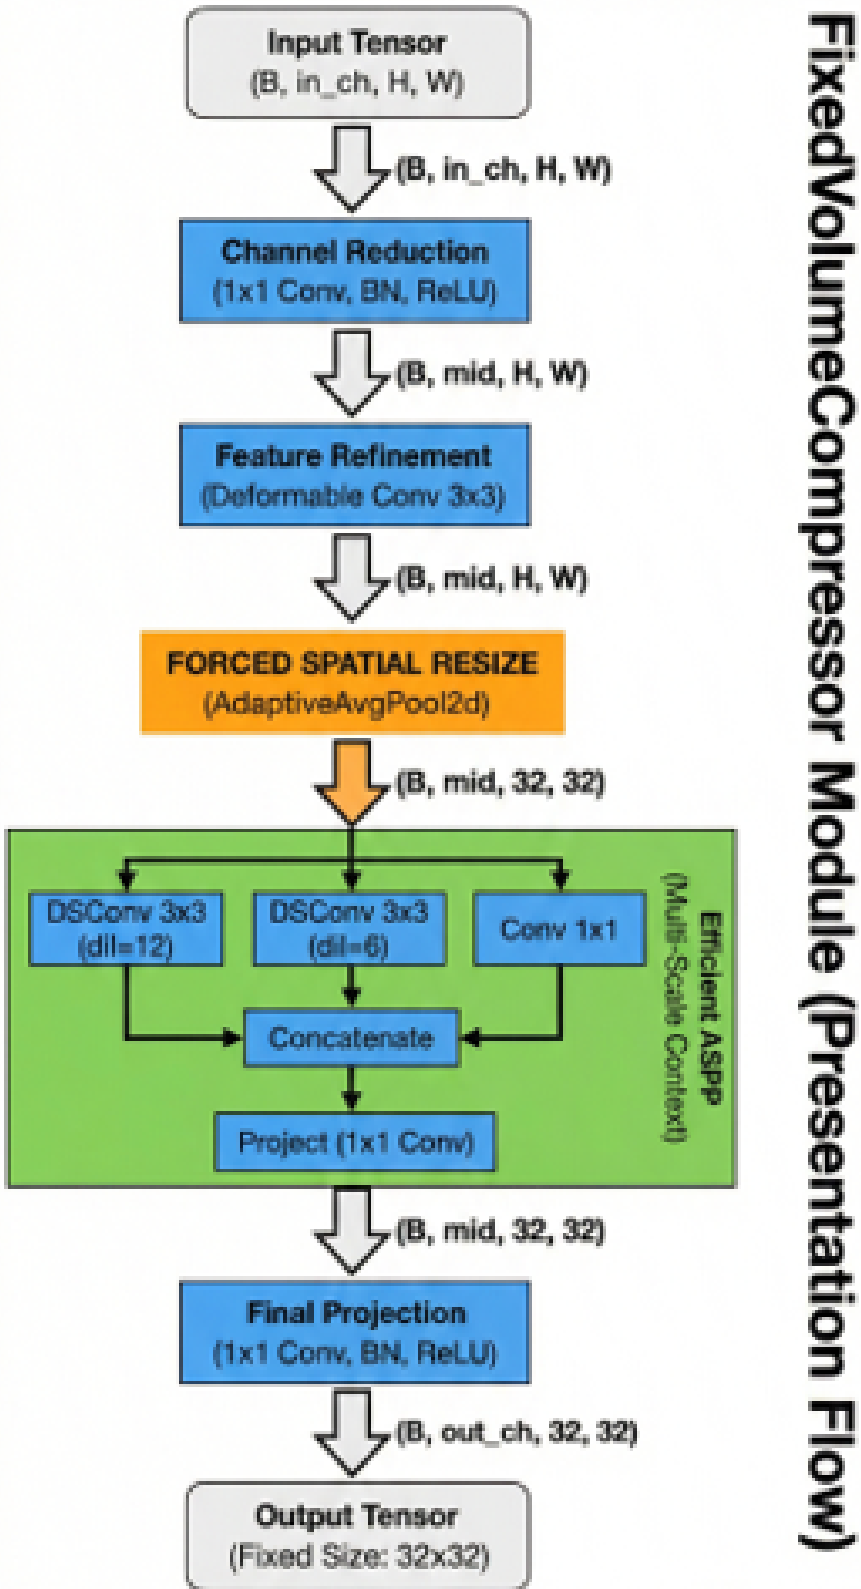 Input Tensor
(B, in_ch, H, W)
(B, in_ch, H, W)
Channel Reduction
(1x1 Conv, BN, ReLU)
(B, mid, H, W)
Feature Refinement
(Deformable Conv 3x3)
(B, mid, H, W)
FORCED SPATIAL RESIZE
(AdaptiveAvgPool2d)
(B, mid, 32, 32)
DSConv 3x3
(dil=12)
DSConv 3x3
(dil=6)
Conv 1x1
Concatenate
Project (1x1 Conv)
Efficient ASPP
(Multi-Scale Context)
(B, mid, 32, 32)
Final Projection
(1x1 Conv, BN, ReLU)
(B, out_ch, 32, 32)
Output Tensor
(Fixed Size: 32x32)
FixedVolumeCompressor Module (Presentation Flow)